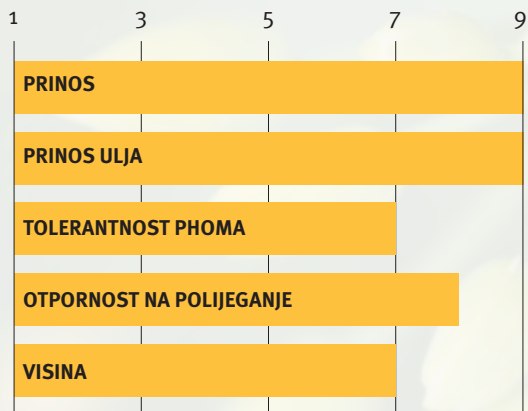 1 3 5 7 9
PRINOS
PRINOS ULJA
TOLERANTNOST PHOMA
OTPORNOST NA POLIJEGANJE
VISINA